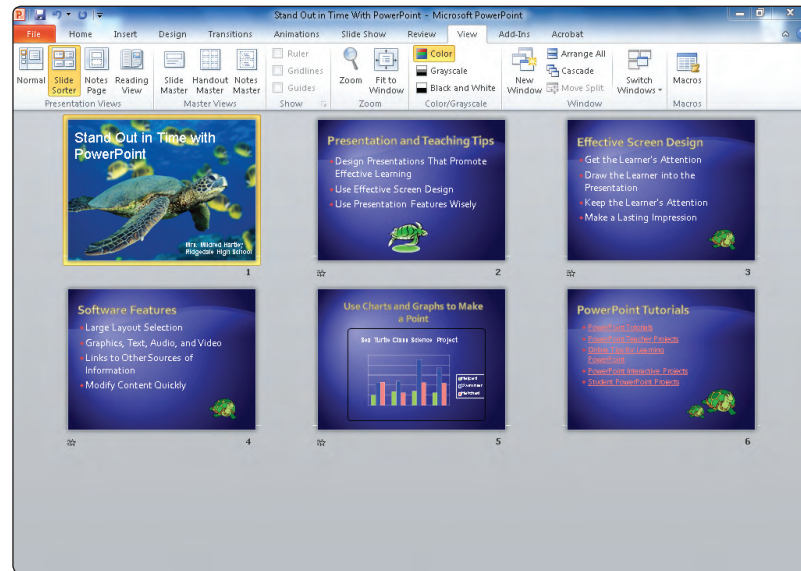 Stand Out in Time With PowerPoint - Microsoft PowerPoint
File Home Insert Design Transitions Animations Slide Show Review View Add-Ins Acrobat
Normal
Slide Sorter
Notes Page
Reading View
Presentation Views
Slide Master
Handout Master
Notes Master
Master Views
Ruler
Gridlines
Guides
Show
Zoom
Fit to Window
Zoom
Color
Grayscale
Black and White
Color/Grayscale
New Window
Arrange All
Cascade
Move Split
Switch Windows
Window
Macros
Macros
Stand Out in Time with
PowerPoint
Mrs. Mildred Hartley
Ridgedale High School
1
Presentation and Teaching Tips
Design Presentations That Promote
Effective Learning
Use Effective Screen Design
Use Presentation Features Wisely
2
Effective Screen Design
Get the Learner's Attention
Draw the Learner into the
Presentation
Keep the Learner's Attention
Make a Lasting Impression
3
Software Features
Large Layout Selection
Graphics, Text, Audio, and Video
Links to Other Sources of
Information
Modify Content Quickly
4
Use Charts and Graphs to Make
a Point
Sea Turtle Class Science Project
Helped
Hatched
5
PowerPoint Tutorials
PowerPoint Tutorials
PowerPoint Teacher Projects
Online Tips for Learning
PowerPoint
PowerPoint Interactive Projects
Student PowerPoint Projects
6